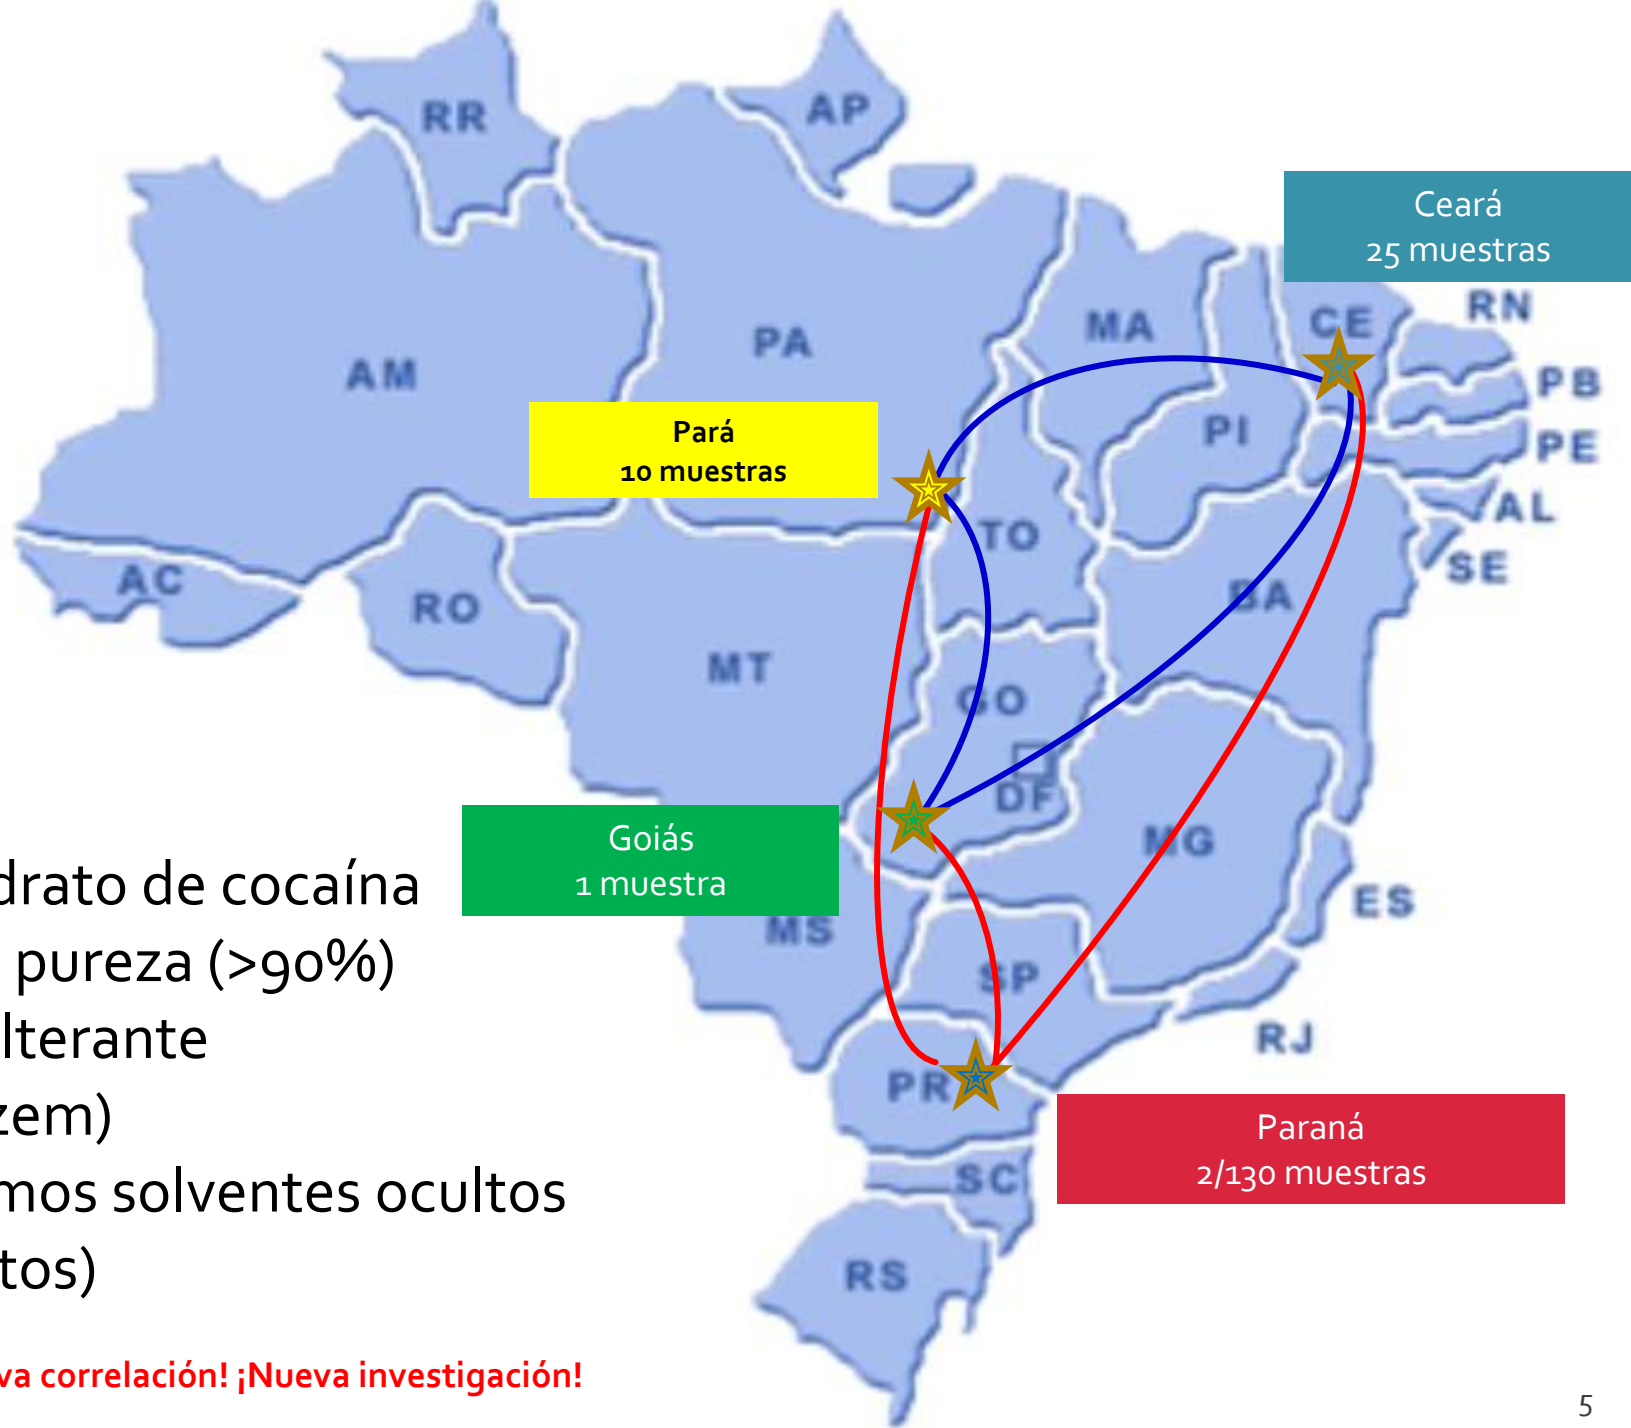 RR
AP
Ceará
25 muestras
RN
CE
MA
PA
AM
PB
Pará
10 muestras
PI
PE
AL
TO
SE
AC
BA
RO
MT
GO
DF
Goiás
1 muestra
MG
drato de cocaína
ES
MS
pureza (>90%)
SP
lterante
RJ
PR
zem)
Paraná
2/130 muestras
mos solventes ocultos
SC
tos)
RS
va correlación! ¡Nueva investigación!
5